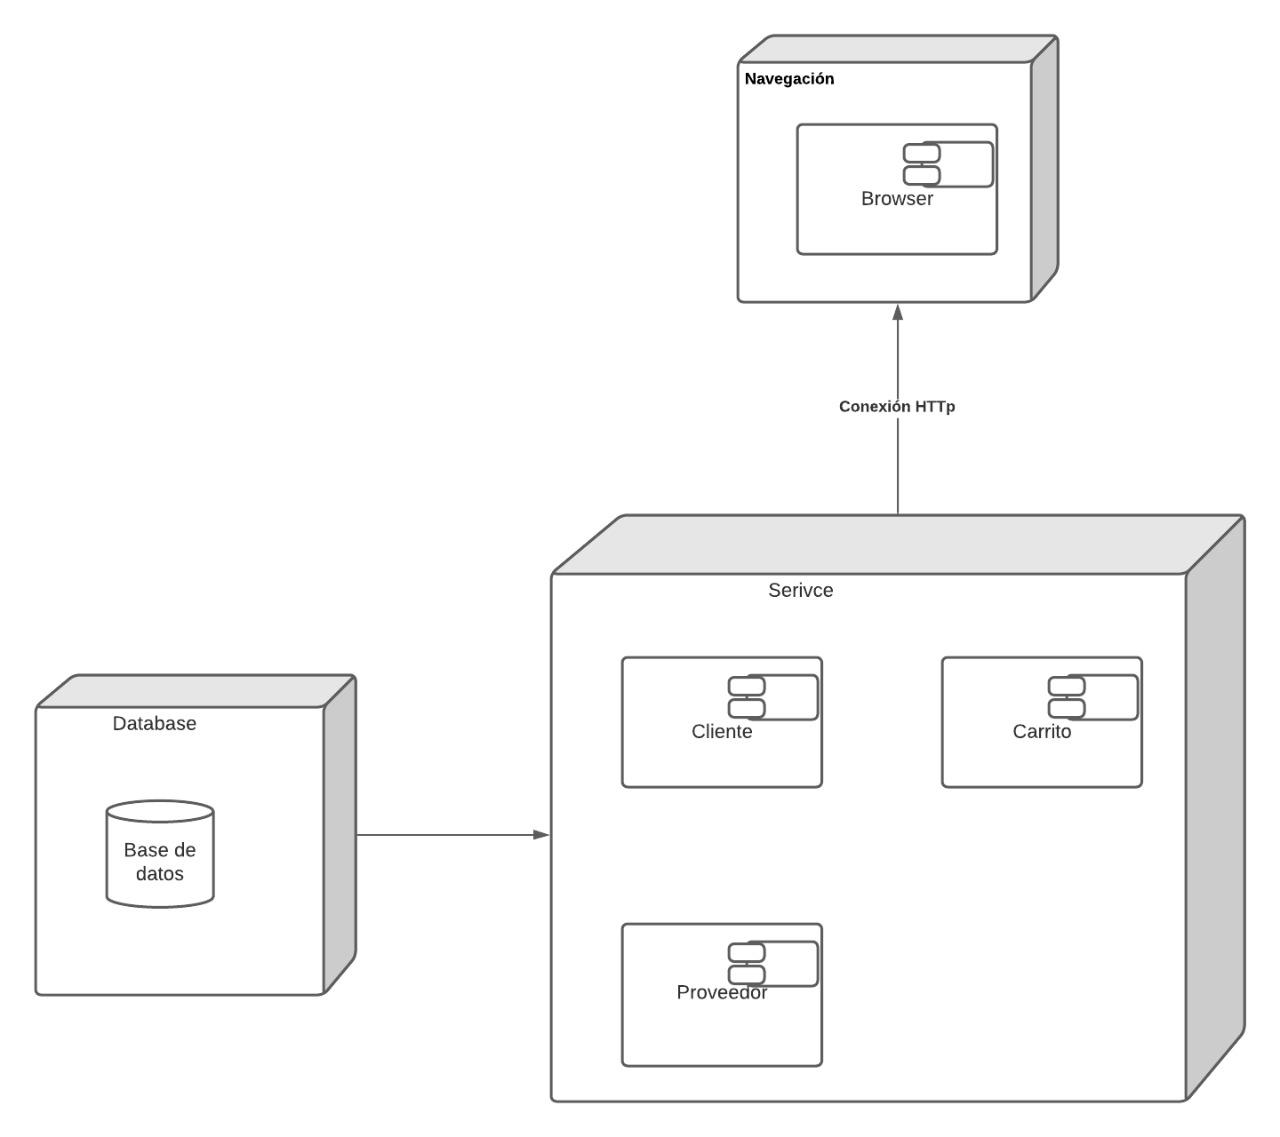 Navegación
Browser
Conexión HTTp
Serivce
Cliente
Carrito
Proveedor
Database
Base de
datos